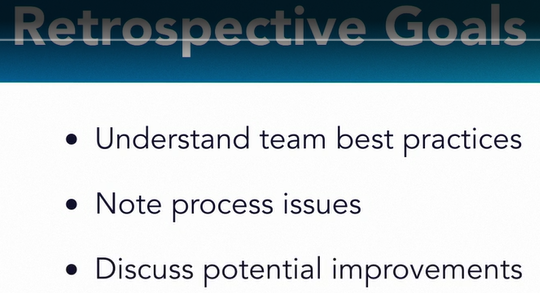 Retrospective Goals
• Understand team best practices
• Note process issues
• Discuss potential improvements